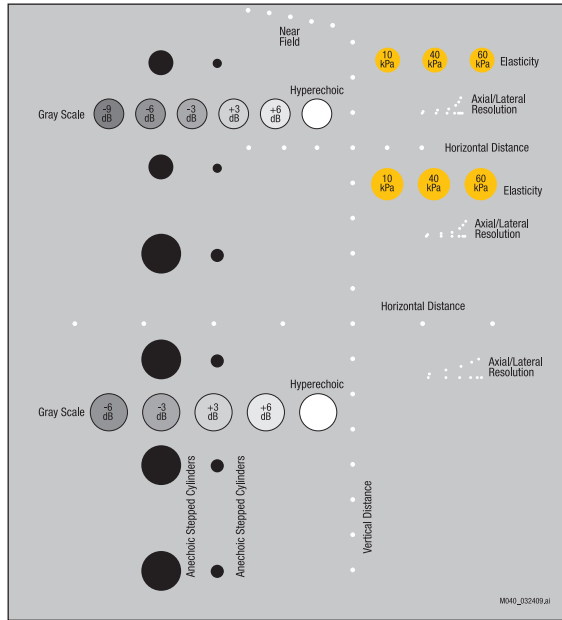 Near
Field
10
kPa
40
kPa
60
kPa
Elasticity
Hyperechoic
Axial/Lateral
Resolution
Gray Scale
-9
dB
-6
dB
-3
dB
+3
dB
+6
dB
Horizontal Distance
10
kPa
40
kPa
60
kPa
Elasticity
Axial/Lateral
Resolution
Horizontal Distance
Axial/Lateral
Resolution
Hyperechoic
Gray Scale
-6
dB
-3
dB
+3
dB
+6
dB
Anechoic Stepped Cylinders
Anechoic Stepped Cylinders
Vertical Distance
M040_032409.ai